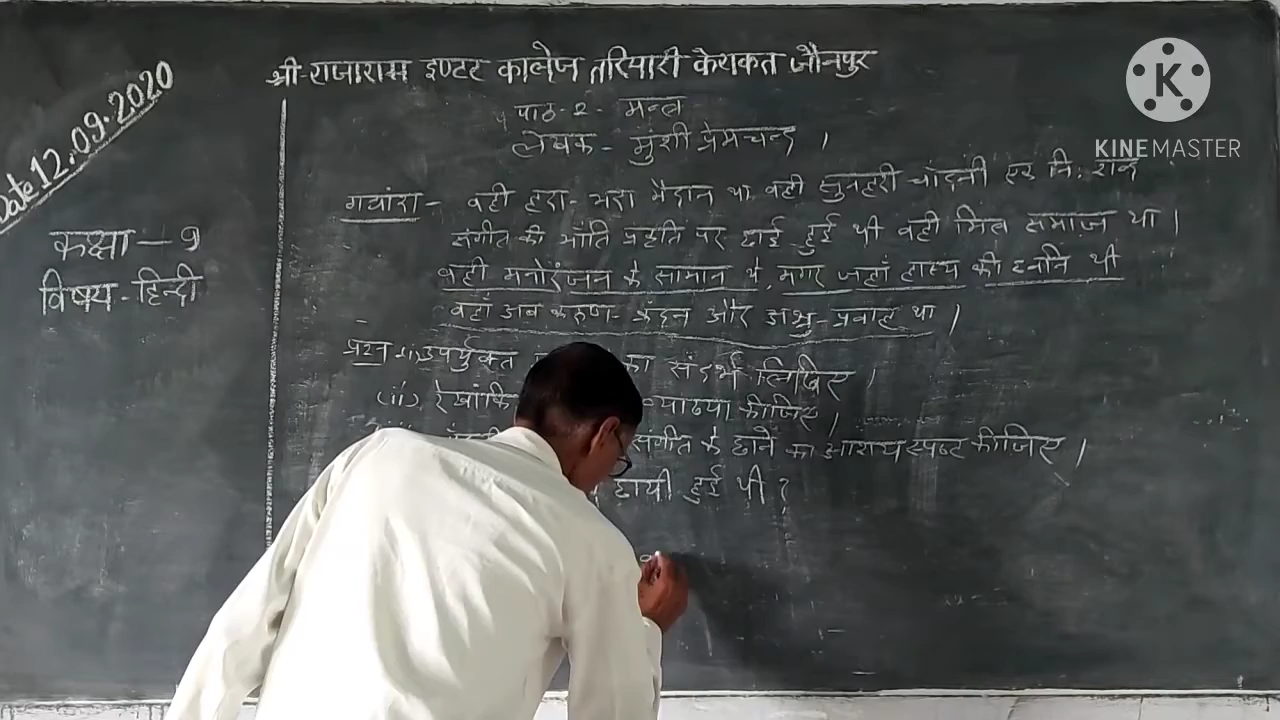 Date 12.09.2020
श्री राजाराम इण्टर कालेज तरियारी केराकत जौनपुर
KINEMASTER
पाठ-2- मन्त्र
लेखक- मुंशी प्रेमचन्द।
कक्षा-9
विषय-हिन्दी
गद्यांश- वही हरा-भरा मैदान था वही सुनहरी चाँदनी एक नि:शब्द
संगीत की भाँति प्रकृति पर छाई हुई थी वही मित्र समाज था।
वही मनोरंजन के सामान थे, मगर जहाँ हास्य की ध्वनि थी
वहाँ अब करुण-क्रंदन और अश्रु-प्रवाह था।
प्रश्न-(i) उपर्युक्त का संदर्भ लिखिए।
(ii) रेखांकि व्याख्या कीजिए।
संगीत के छाने का आशय स्पष्ट कीजिए।
छायी हुई थी?